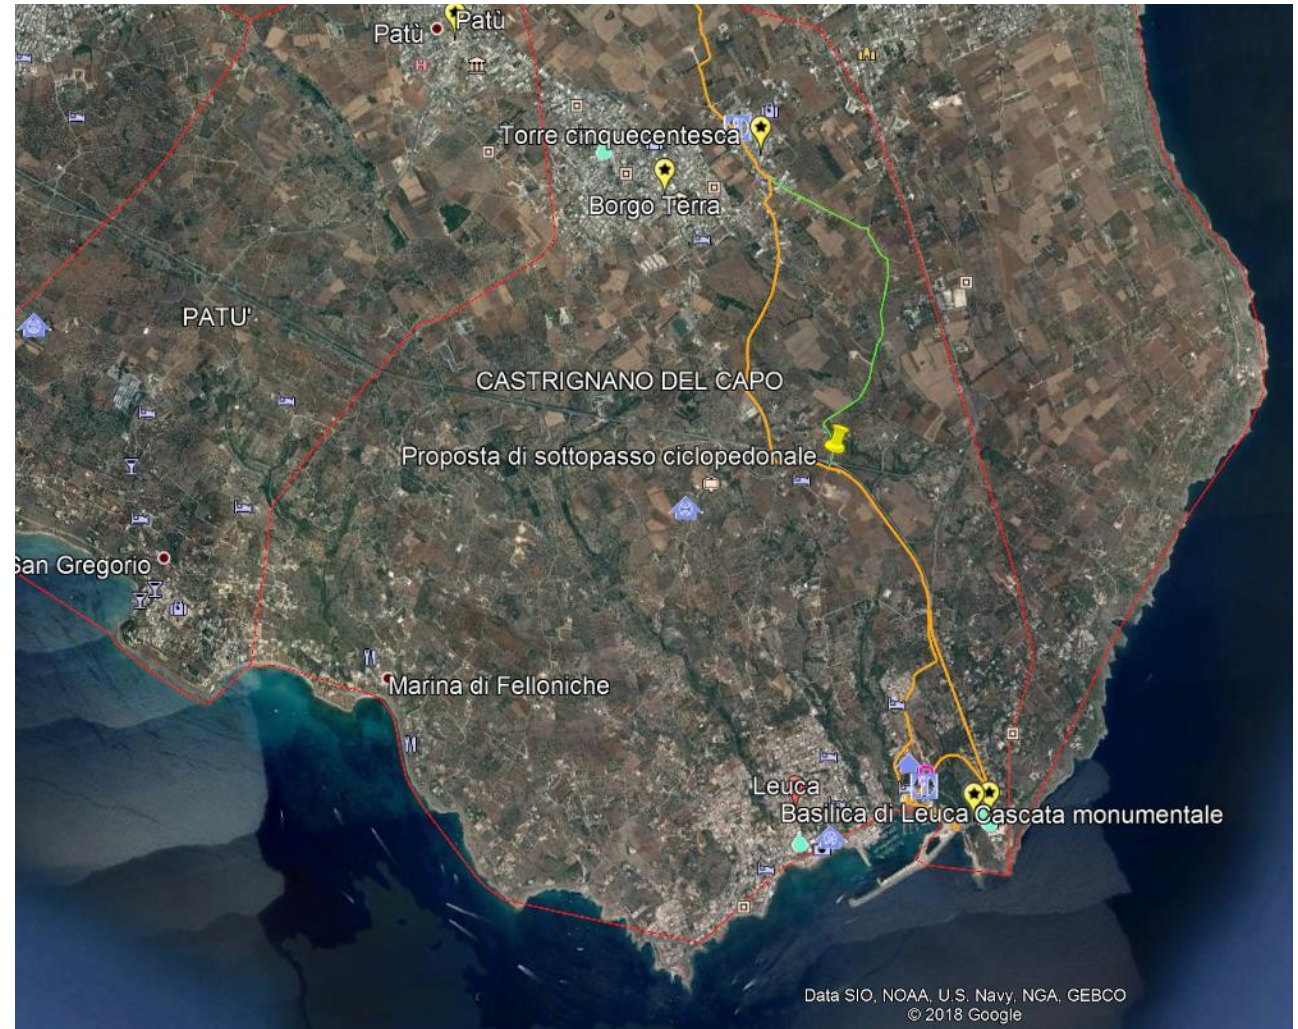 Patù
Patù
Torre cinquecentesca
Borgo Terra
PATU'
CASTRIGNANO DEL CAPO
Proposta di sottopasso ciclopedonale
San Gregorio
Marina di Felloniche
Leuca
Basilica di Leuca
Cascata monumentale
Data SIO, NOAA, U.S. Navy, NGA, GEBCO
© 2018 Google